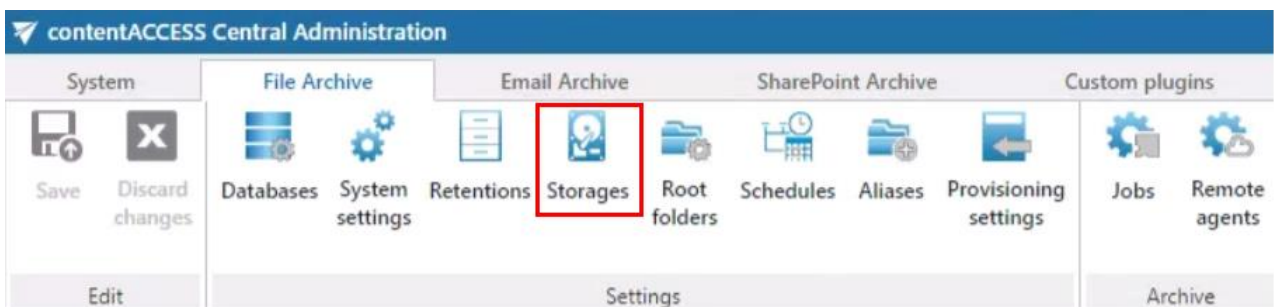 contentACCESS Central Administration
System File Archive Email Archive SharePoint Archive Custom plugins
Save Discard changes Databases System settings Retentions Storages Root folders Schedules Aliases Provisioning settings Jobs Remote agents
Edit Settings Archive